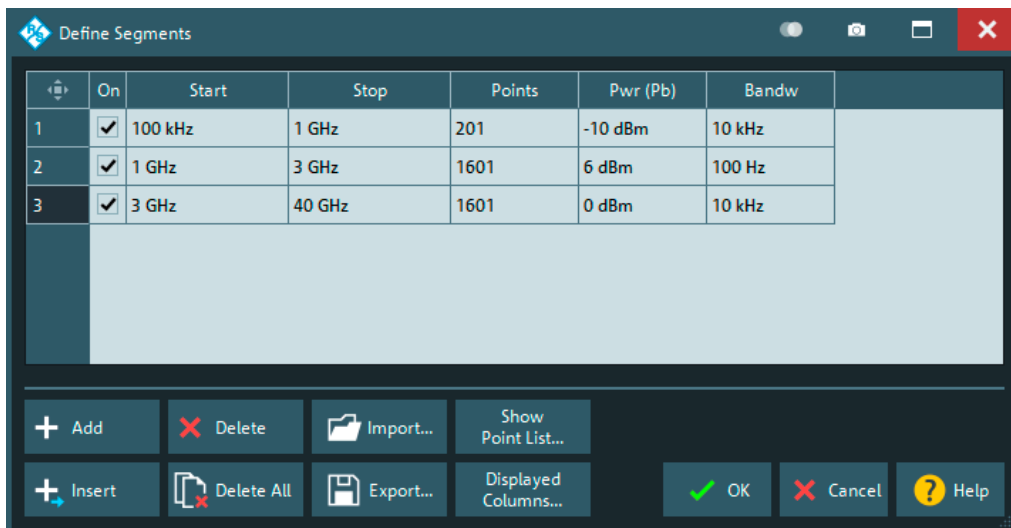 Define Segments
On Start Stop Points Pwr (Pb) Bandw
1 100 kHz 1 GHz 201 -10 dBm 10 kHz
2 1 GHz 3 GHz 1601 6 dBm 100 Hz
3 3 GHz 40 GHz 1601 0 dBm 10 kHz
Add Delete Import... Show
Point List...
Insert Delete All Export... Displayed
Columns... OK Cancel ? Help